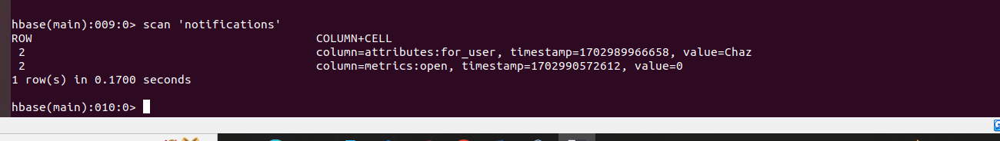 hbase(main):009:0> scan 'notifications'
ROW COLUMN+CELL
2 column=attributes:for_user, timestamp=1702989966658, value=Chaz
2 column=metrics:open, timestamp=1702990572612, value=0
1 row(s) in 0.1700 seconds
hbase(main):010:0>